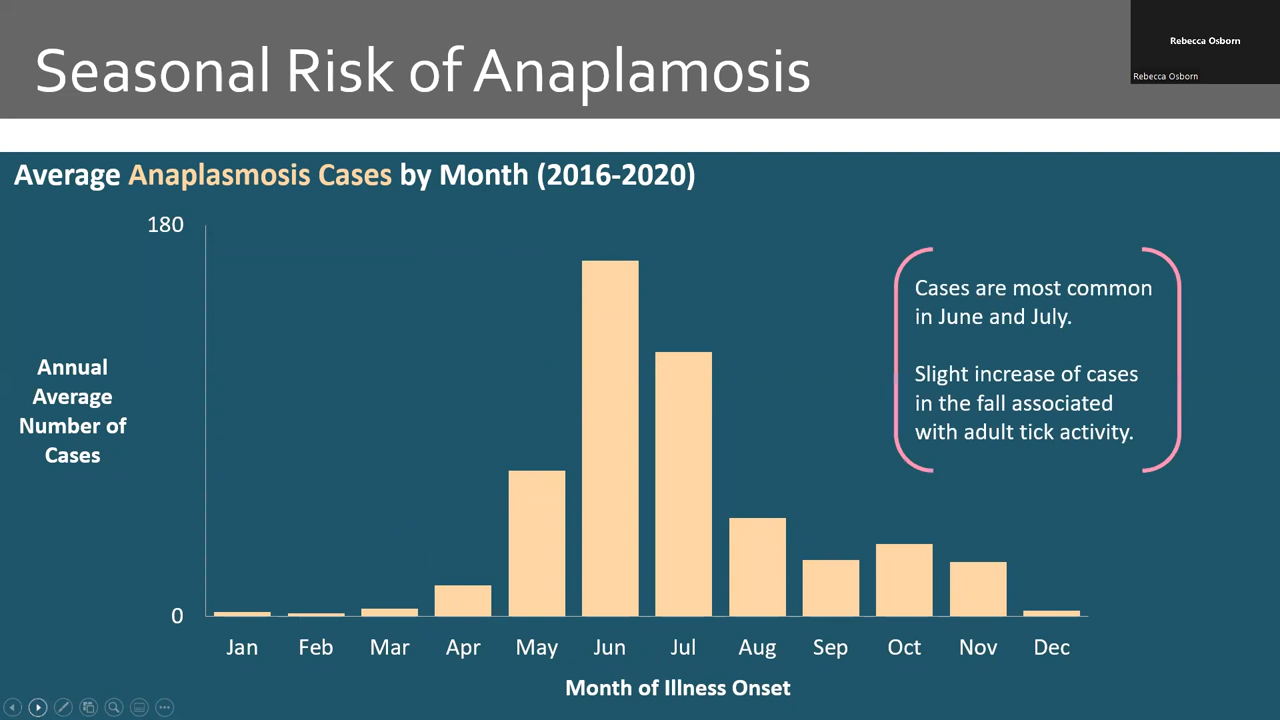 Seasonal Risk of Anaplamosis
Rebecca Osborn
Rebecca Osborn
Average Anaplasmosis Cases by Month (2016-2020)
180
Annual
Average
Number of
Cases
0
Cases are most common
in June and July.
Slight increase of cases
in the fall associated
with adult tick activity.
Jan Feb Mar Apr May Jun Jul Aug Sep Oct Nov Dec
Month of Illness Onset